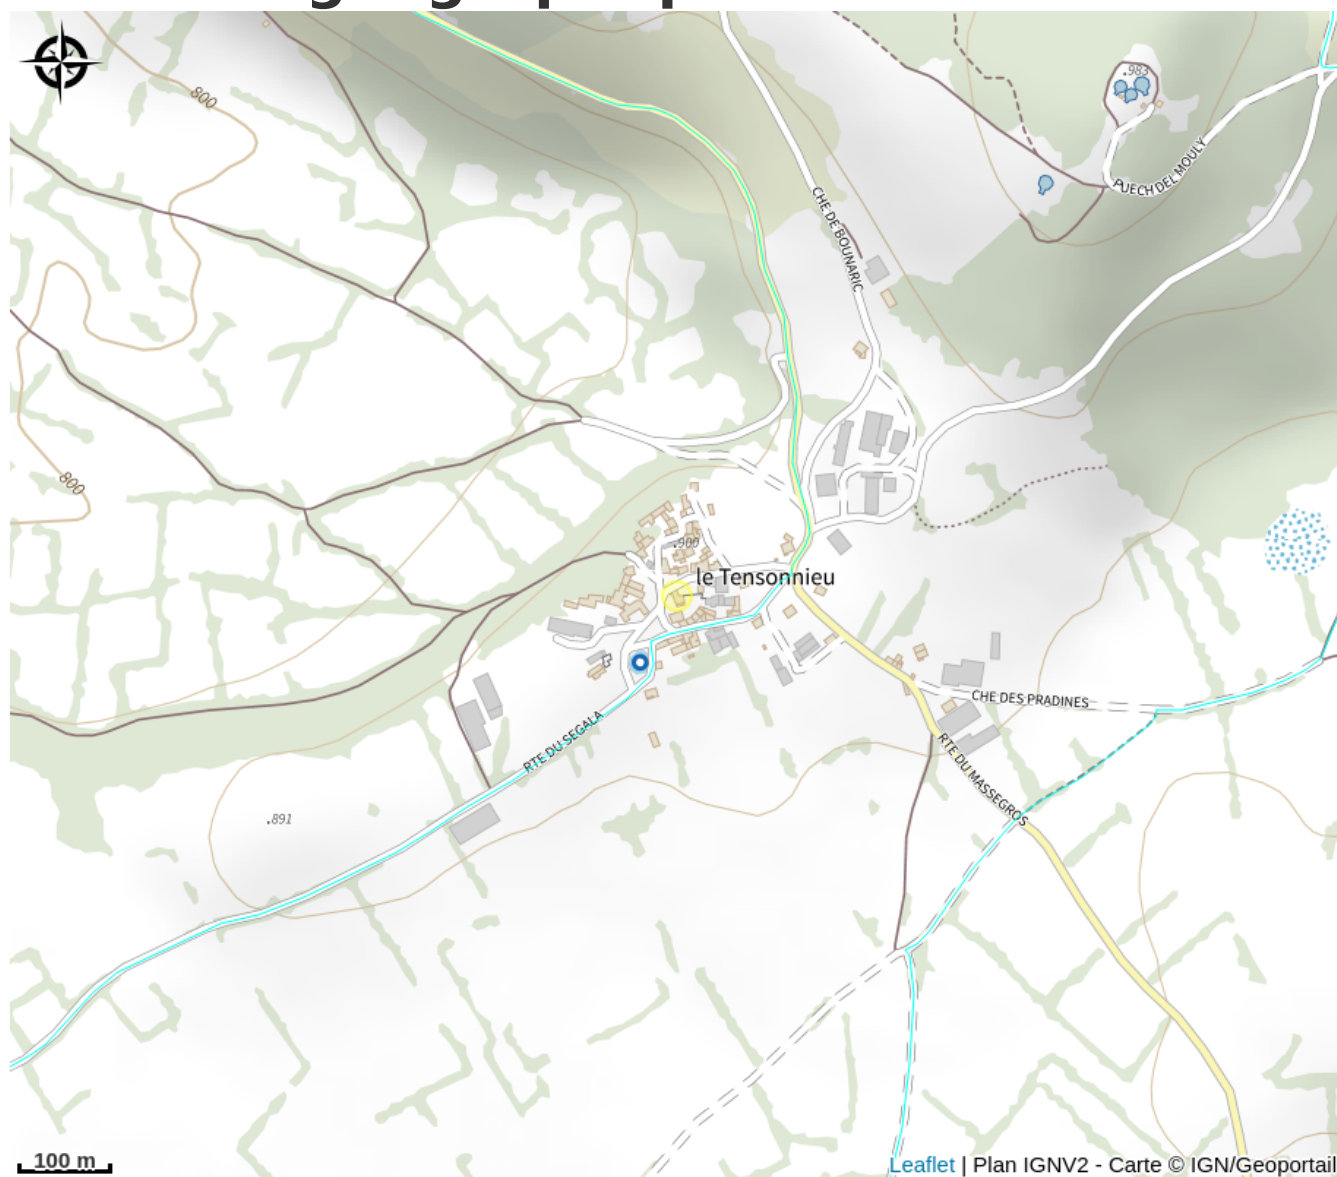 800
.983
PUECH DEL MOULY
CHE DE BOUNARIC
800
.900
le Tensonnieu
CHE DES PRADINES
RTE DU SEGALA
RTE DU MASSEGROS
.891
100 m
Leaflet | Plan IGNV2 - Carte © IGN/Geoportail